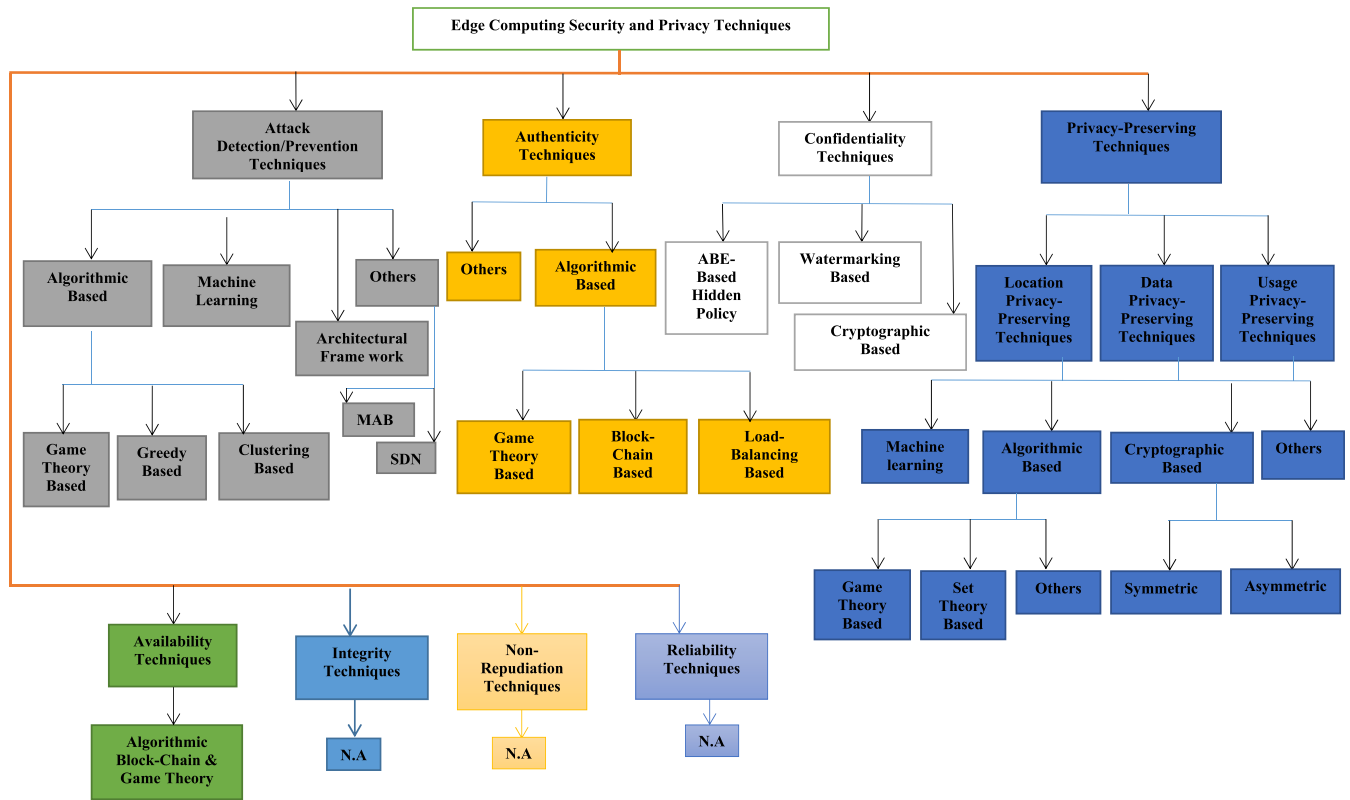 Edge Computing Security and Privacy Techniques
Attack
Detection/Prevention
Techniques
Authenticity
Techniques
Confidentiality
Techniques
Privacy-Preserving
Techniques
Algorithmic
Based
Machine
Learning
Architectural
Frame work
Others
Others
Algorithmic
Based
ABE-
Based
Hidden
Policy
Watermarking
Based
Cryptographic
Based
Location
Privacy-
Preserving
Techniques
Data
Privacy-
Preserving
Techniques
Usage
Privacy-
Preserving
Techniques
Game
Theory
Based
Greedy
Based
Clustering
Based
MAB
SDN
Game
Theory
Based
Block-
Chain
Based
Load-
Balancing
Based
Machine
learning
Algorithmic
Based
Cryptographic
Based
Others
Game
Theory
Based
Set
Theory
Based
Others
Symmetric
Asymmetric
Availability
Techniques
Integrity
Techniques
Non-
Repudiation
Techniques
Reliability
Techniques
Algorithmic
Block-Chain &
Game Theory
N.A
N.A
N.A